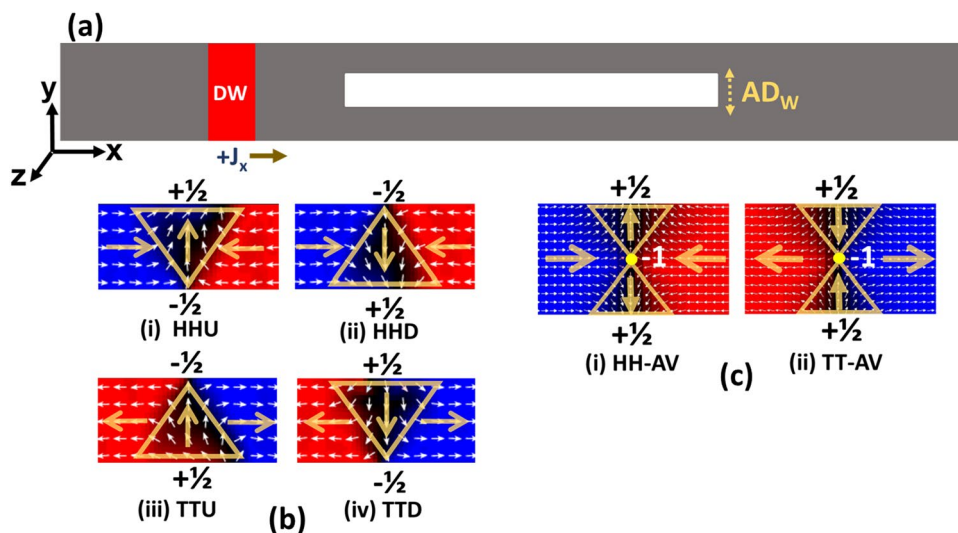 (a)
y
DW
AD_W
x
z
+J_x
+½ -½ +½ +½
-1 -1
-½ +½ +½ +½
(i) HHU (ii) HHD (i) HH-AV (ii) TT-AV
(c)
-½ +½
+½ -½
(iii) TTU (iv) TTD
(b)